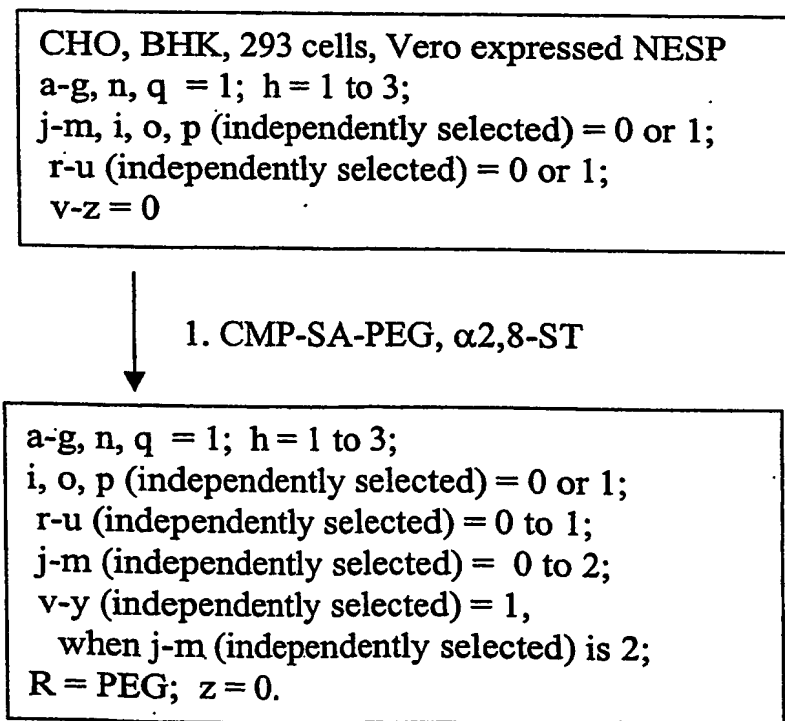 CHO, BHK, 293 cells, Vero expressed NESP
a-g, n, q = 1; h = 1 to 3;
j-m, i, o, p (independently selected) = 0 or 1;
r-u (independently selected) = 0 or 1;
v-z = 0
1. CMP-SA-PEG, α2,8-ST
a-g, n, q = 1; h = 1 to 3;
i, o, p (independently selected) = 0 or 1;
r-u (independently selected) = 0 to 1;
j-m (independently selected) = 0 to 2;
v-y (independently selected) = 1,
when j-m (independently selected) is 2;
R = PEG; z = 0.